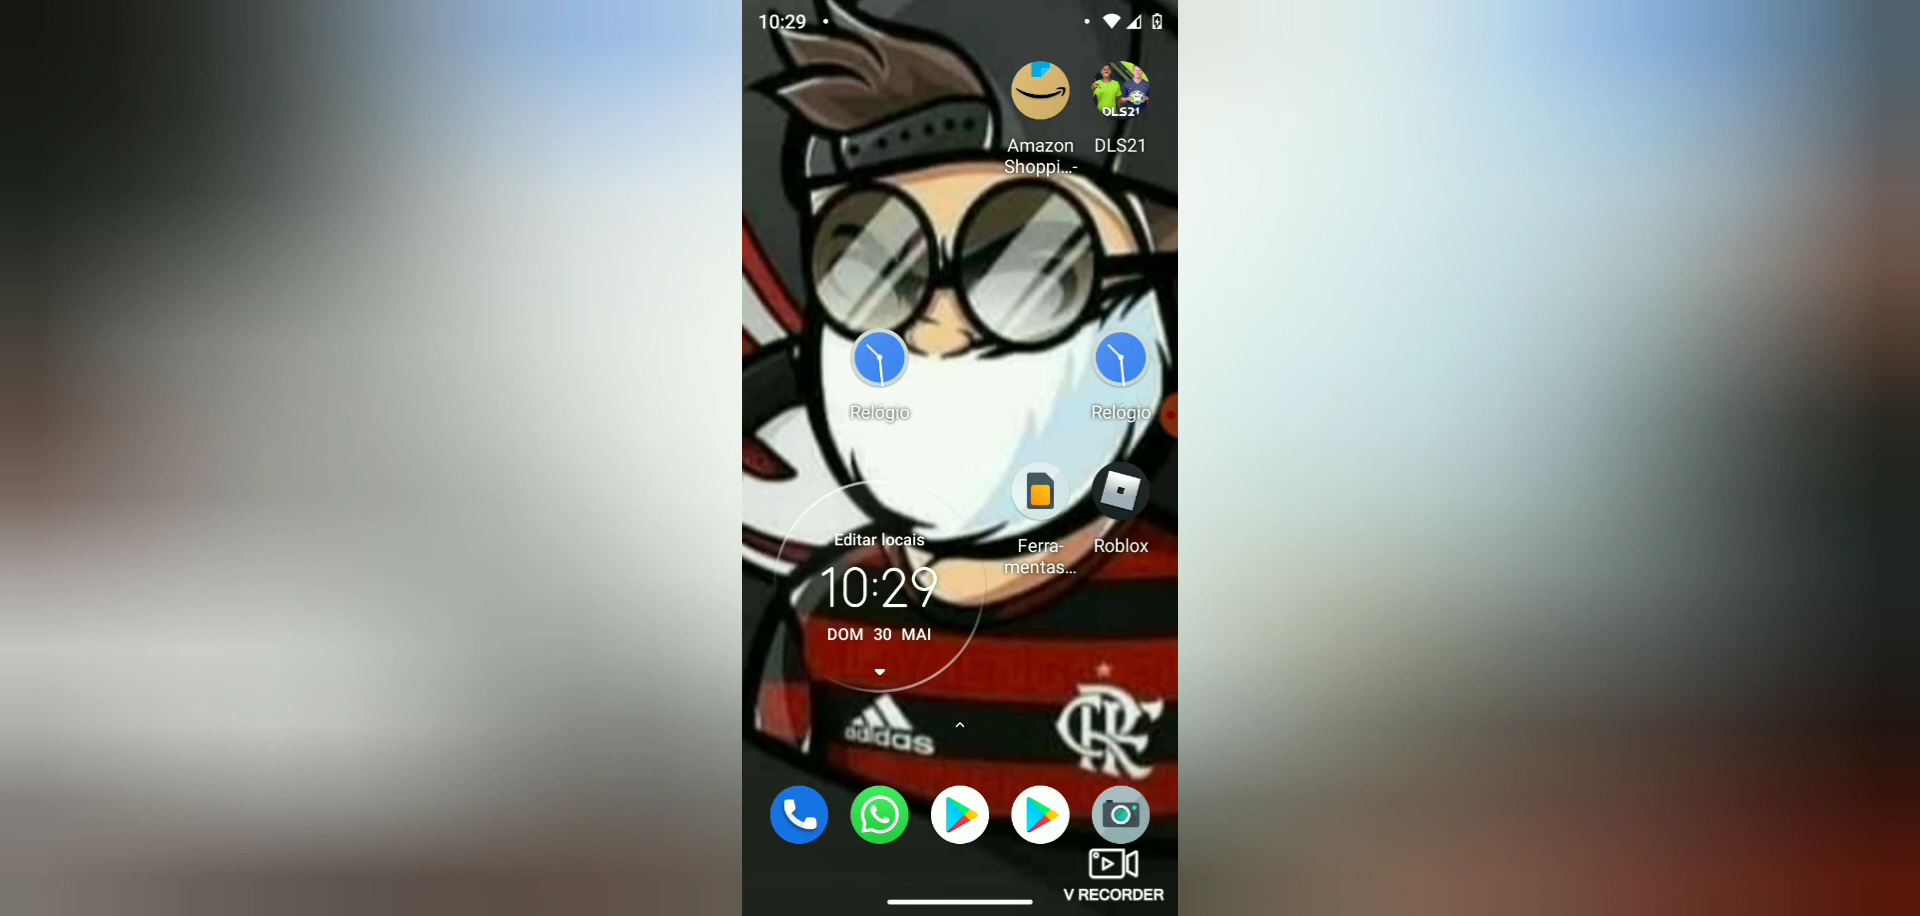 10:29
DLS21
Amazon
Shoppi...-
DLS21
Relógio
Relógio
Editar locais
10:29
DOM 30 MAI
Ferra-
mentas...
Roblox
adidas
CRF
V RECORDER